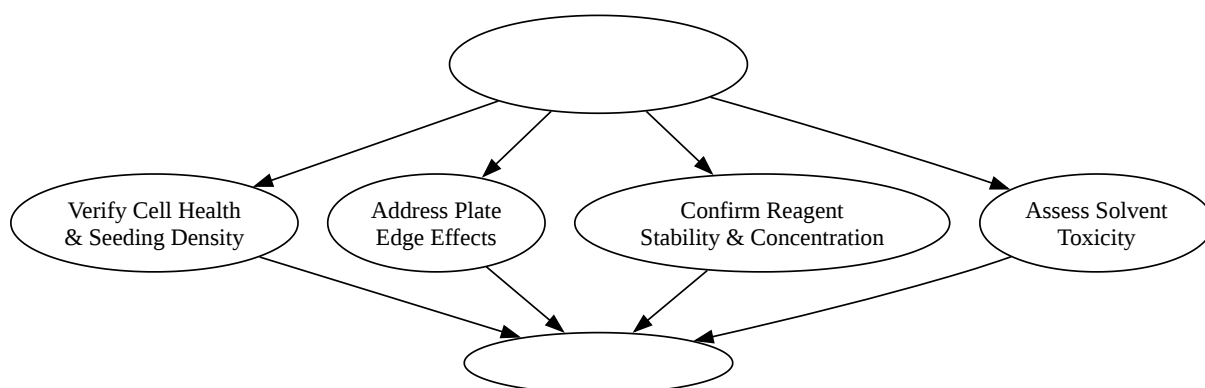 Verify Cell Health
& Seeding Density
Address Plate
Edge Effects
Confirm Reagent
Stability & Concentration
Assess Solvent
Toxicity